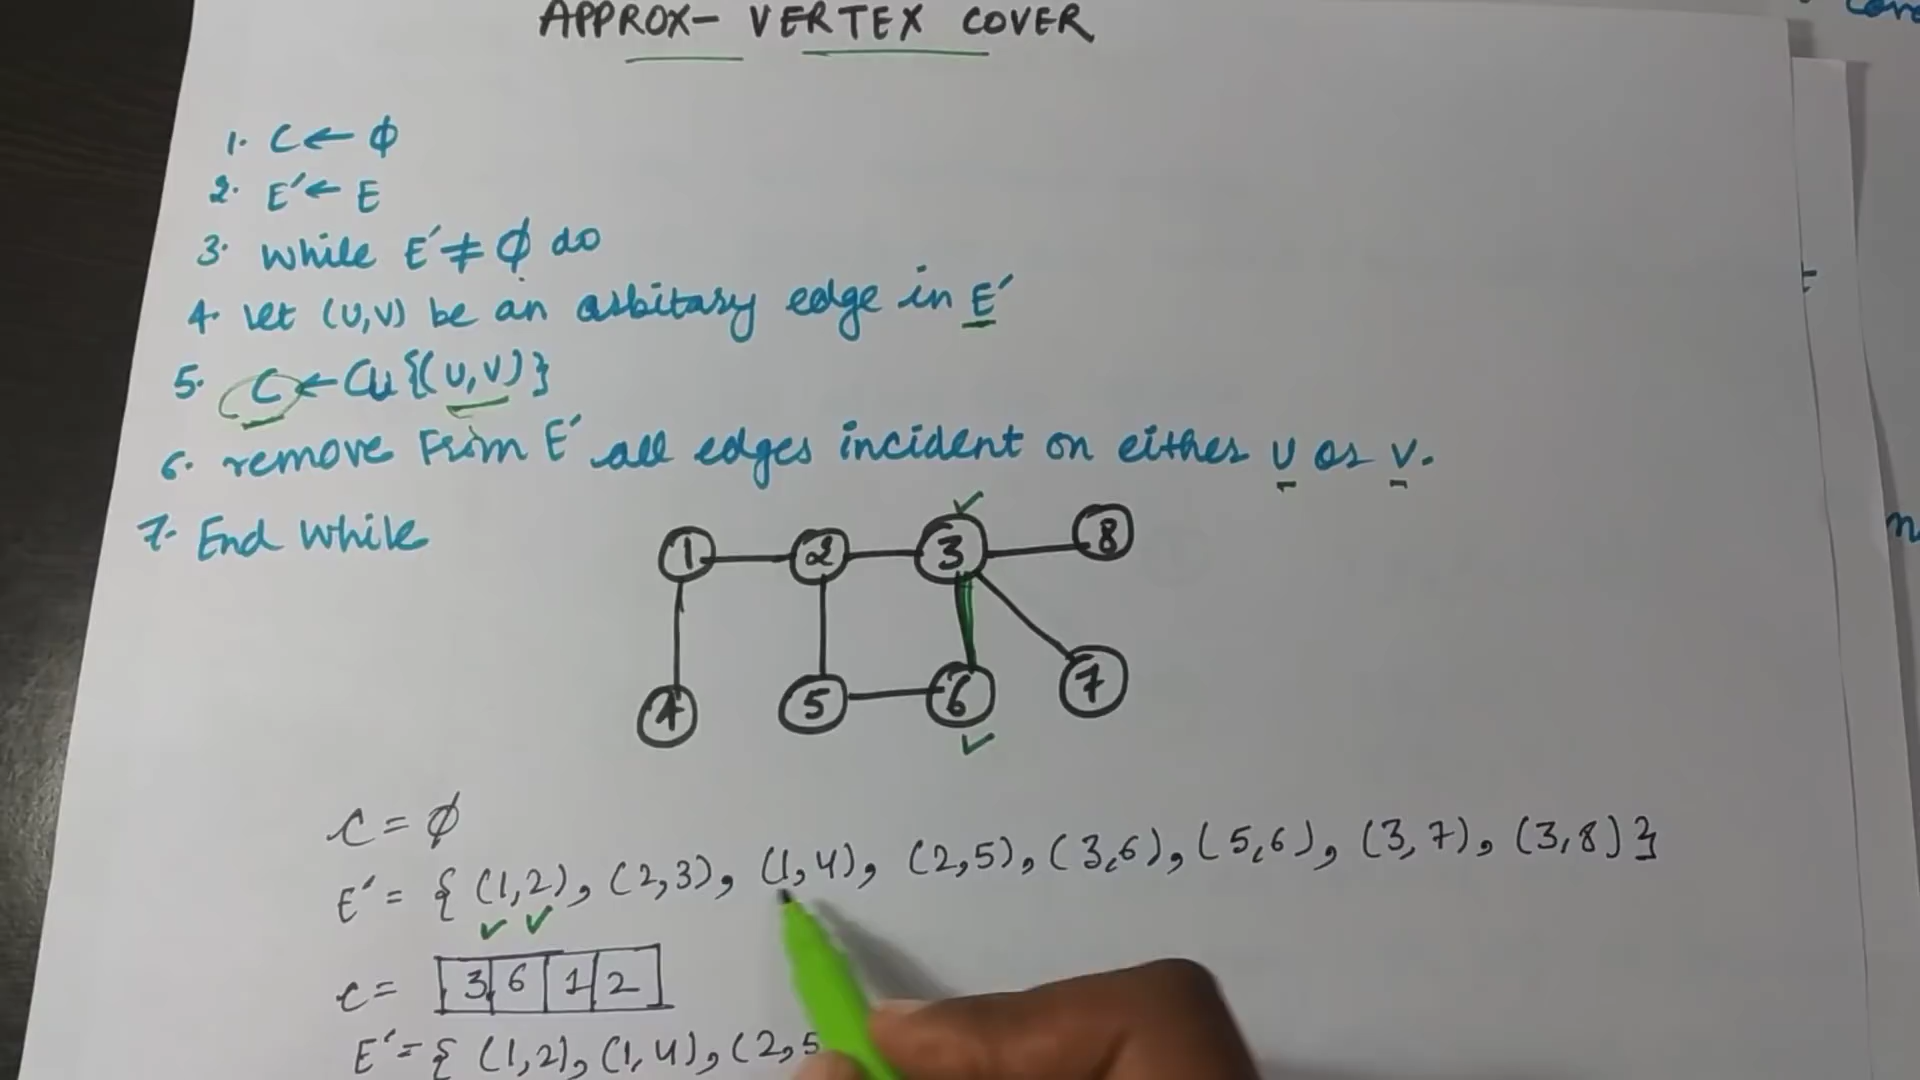 APPROX- VERTEX COVER
1. C ← ϕ
2. E′ ← E
3. While E′ ≠ ϕ do
4. Let (U,V) be an arbitary edge in E′
5. C ← C∪{(U,V)}
6. remove From E′ all edges incident on either U or V.
7. End While
1 2 3 8
4 5 6 7
C = ϕ
E′ = { (1,2), (2,3), (1,4), (2,5), (3,6), (5,6), (3,7), (3,8) }
C = 3 6 1 2
E′ = { (1,2), (1,4), (2,5